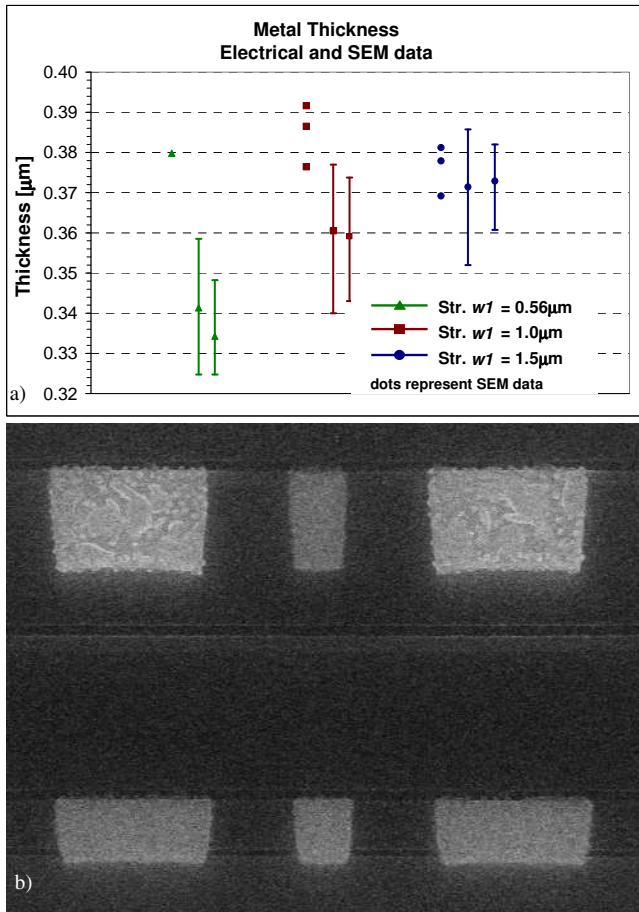 Metal Thickness
Electrical and SEM data
Thickness [µm]
0.40
0.39
0.38
0.37
0.36
0.35
0.34
0.33
0.32
Str. w1 = 0.56µm
Str. w1 = 1.0µm
Str. w1 = 1.5µm
dots represent SEM data
a)
b)